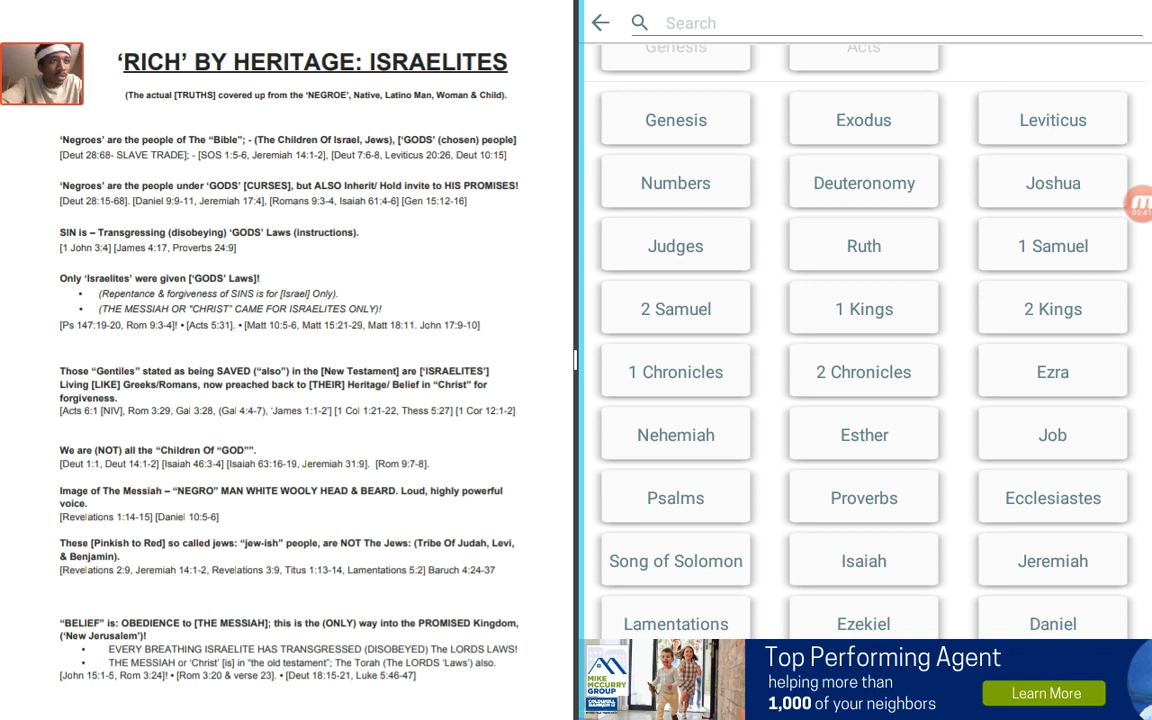 ‘RICH’ BY HERITAGE: ISRAELITES
(The actual [TRUTHS] covered up from the ‘NEGROE’, Native, Latino Man, Woman & Child).
‘Negroes’ are the people of The “Bible”; - (The Children Of Israel, Jews), [‘GODS’ (chosen) people]
[Deut 28:68- SLAVE TRADE]; - [SOS 1:5-6, Jeremiah 14:1-2], [Deut 7:6-8, Leviticus 20:26, Deut 10:15]
‘Negroes’ are the people under ‘GODS’ [CURSES], but ALSO Inherit/ Hold invite to HIS PROMISES!
[Deut 28:15-68]. [Daniel 9:9-11, Jeremiah 17:4], [Romans 9:3-4, Isaiah 61:4-6] [Gen 15:12-16]
SIN is – Transgressing (disobeying) ‘GODS’ Laws (instructions).
[1 John 3:4] [James 4:17, Proverbs 24:9]
Only ‘Israelites’ were given [‘GODS’ Laws]!
• (Repentance & forgiveness of SINS is for [Israel] Only).
• (THE MESSIAH OR “CHRIST” CAME FOR ISRAELITES ONLY)!
[Ps 147:19-20, Rom 9:3-4]! • [Acts 5:31]. • [Matt 10:5-6, Matt 15:21-29, Matt 18:11. John 17:9-10]
Those “Gentiles” stated as being SAVED (“also”) in the [New Testament] are [‘ISRAELITES’]
Living [LIKE] Greeks/Romans, now preached back to [THEIR] Heritage/ Belief in “Christ” for
forgiveness.
[Acts 6:1 [NIV], Rom 3:29, Gal 3:28, (Gal 4:4-7), ‘James 1:1-2’] [1 Col 1:21-22, Thess 5:27] [1 Cor 12:1-2]
We are (NOT) all the “Children Of “GOD””.
[Deut 1:1, Deut 14:1-2] [Isaiah 46:3-4] [Isaiah 63:16-19, Jeremiah 31:9]. [Rom 9:7-8].
Image of The Messiah – “NEGRO” MAN WHITE WOOLY HEAD & BEARD. Loud, highly powerful
voice.
[Revelations 1:14-15] [Daniel 10:5-6]
These [Pinkish to Red] so called jews: “jew-ish” people, are NOT The Jews: (Tribe Of Judah, Levi,
& Benjamin).
[Revelations 2:9, Jeremiah 14:1-2, Revelations 3:9, Titus 1:13-14, Lamentations 5:2] Baruch 4:24-37
“BELIEF” is: OBEDIENCE to [THE MESSIAH]; this is the (ONLY) way into the PROMISED Kingdom,
(‘New Jerusalem’)!
• EVERY BREATHING ISRAELITE HAS TRANSGRESSED (DISOBEYED) The LORDS LAWS!
• THE MESSIAH or ‘Christ’ [is] in “the old testament”; The Torah (The LORDS ‘Laws’) also.
[John 15:1-5, Rom 3:24]! • [Rom 3:20 & verse 23]. • [Deut 18:15-21, Luke 5:46-47]
Search
Genesis Acts
Genesis Exodus Leviticus
Numbers Deuteronomy Joshua
Judges Ruth 1 Samuel
2 Samuel 1 Kings 2 Kings
1 Chronicles 2 Chronicles Ezra
Nehemiah Esther Job
Psalms Proverbs Ecclesiastes
Song of Solomon Isaiah Jeremiah
Lamentations Ezekiel Daniel
00:41
MIKE
MCCURRY
GROUP
COLDWELL
Top Performing Agent
helping more than
1,000 of your neighbors
Learn More